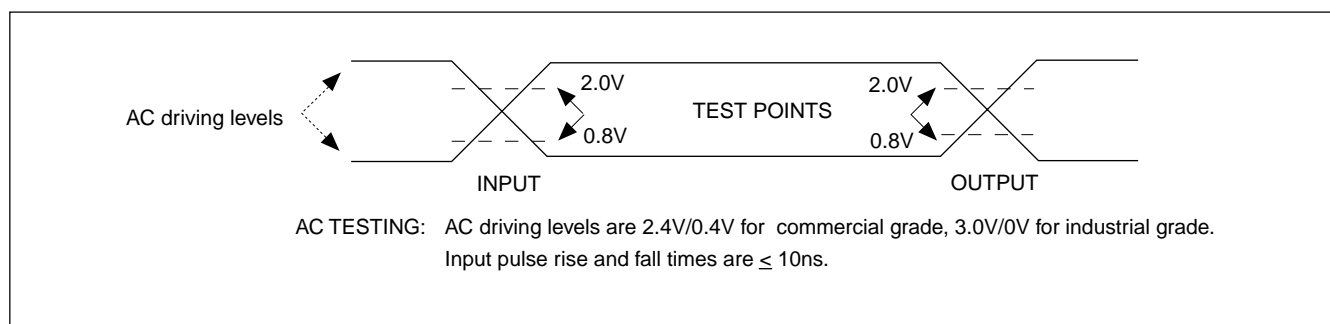 2.0V
2.0V
TEST POINTS
AC driving levels
0.8V
0.8V
INPUT
OUTPUT
AC TESTING: AC driving levels are 2.4V/0.4V for commercial grade, 3.0V/0V for industrial grade.
Input pulse rise and fall times are ≤ 10ns.